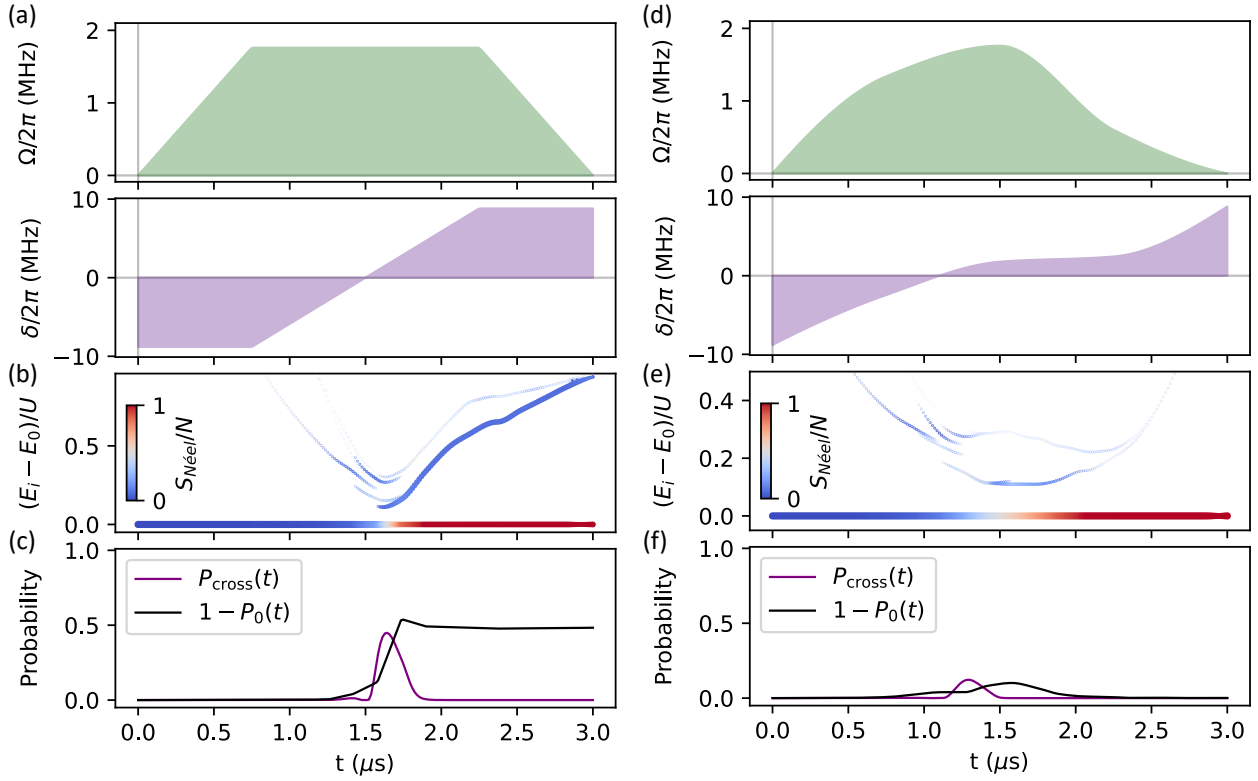 (a)
Ω/2π (MHz)
2
1
0
δ/2π (MHz)
10
0
−10
(b)
(E_i − E_0)/U
0.5
0.0
1
0
S_Néel/N
(c)
Probability
1.0
0.5
0.0
P_cross(t)
1 − P_0(t)
0.0 0.5 1.0 1.5 2.0 2.5 3.0
t (μs)
(d)
Ω/2π (MHz)
2
1
0
δ/2π (MHz)
10
0
−10
(e)
(E_i − E_0)/U
0.4
0.2
0.0
1
0
S_Néel/N
(f)
Probability
1.0
0.5
0.0
P_cross(t)
1 − P_0(t)
0.0 0.5 1.0 1.5 2.0 2.5 3.0
t (μs)